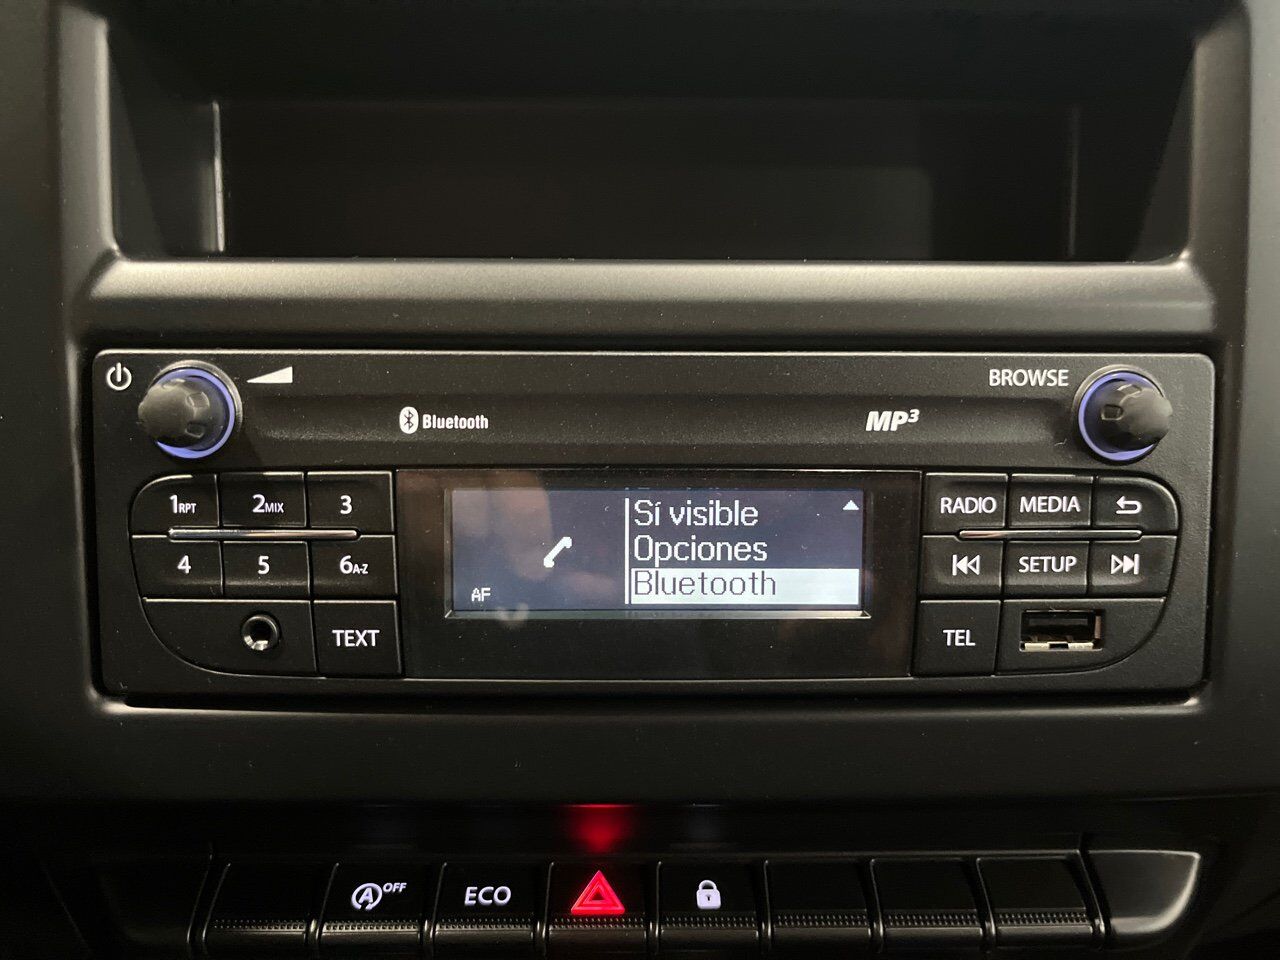 BROWSE
Bluetooth
MP3
1RPT
2MIX
3
4
5
6A-Z
TEXT
Sí visible
Opciones
Bluetooth
AF
RADIO
MEDIA
SETUP
TEL
A OFF
ECO